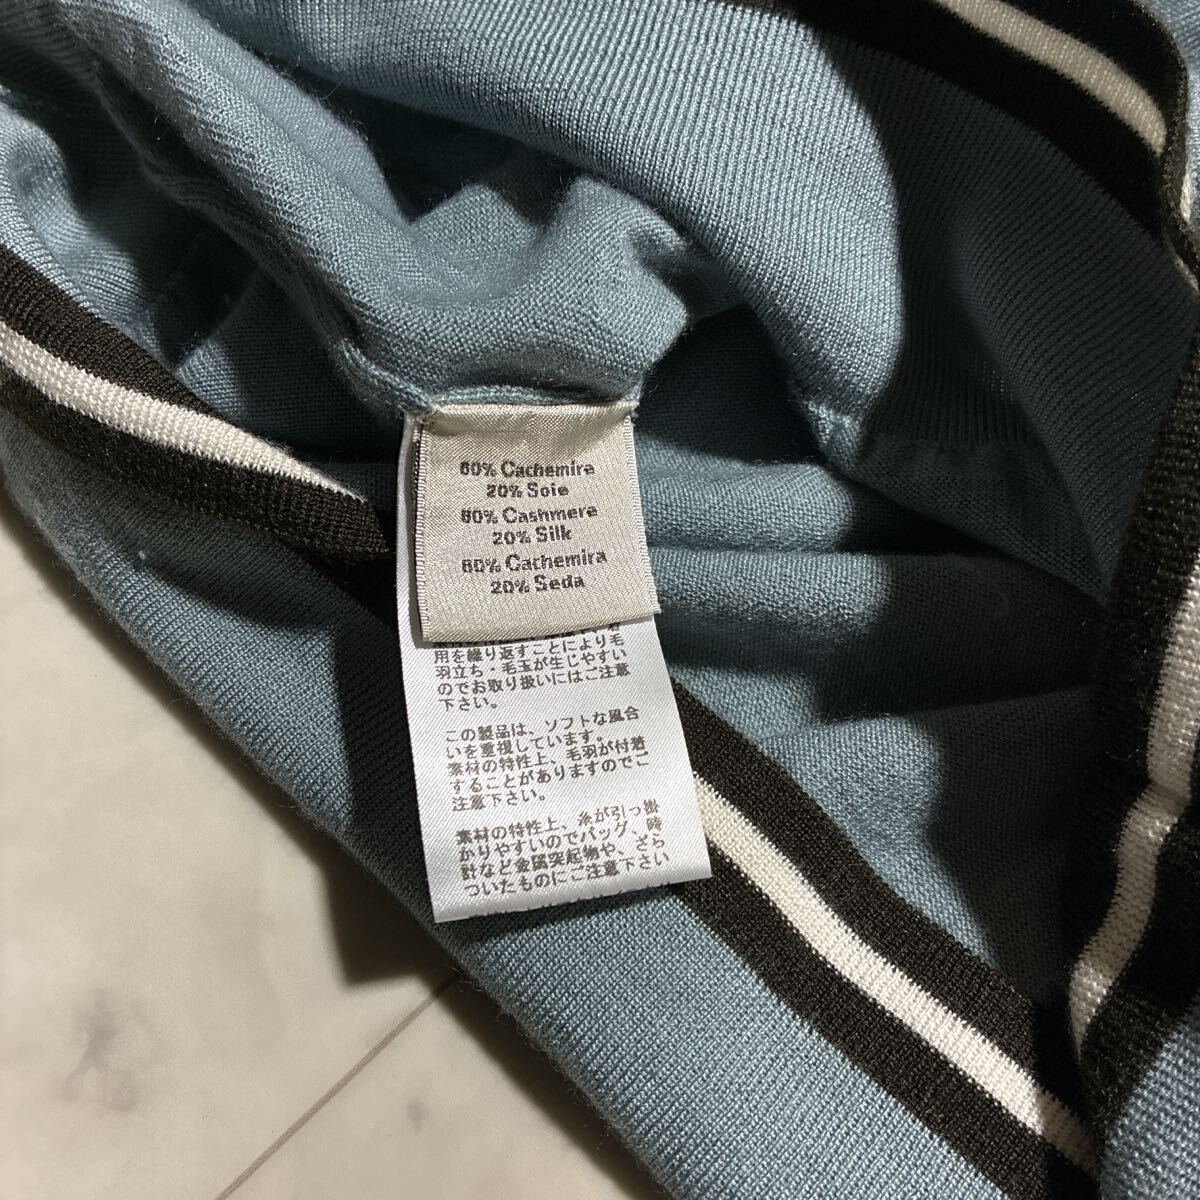 80% Cachemira
20% Soie
80% Cashmere
20% Silk
80% Cachemira
20% Seda
用を繰り返すことにより毛
羽立ち・毛玉が生じやすい
のでお取り扱いにはご注意
下さい。
この製品は、ソフトな風合
いを重視しています。
素材の特性上、毛羽が付着
することがありますのでご
注意下さい。
素材の特性上、糸が引っ掛
かりやすいのでバッグ、時
計など金属突起物や、ざら
ついたものにご注意下さい